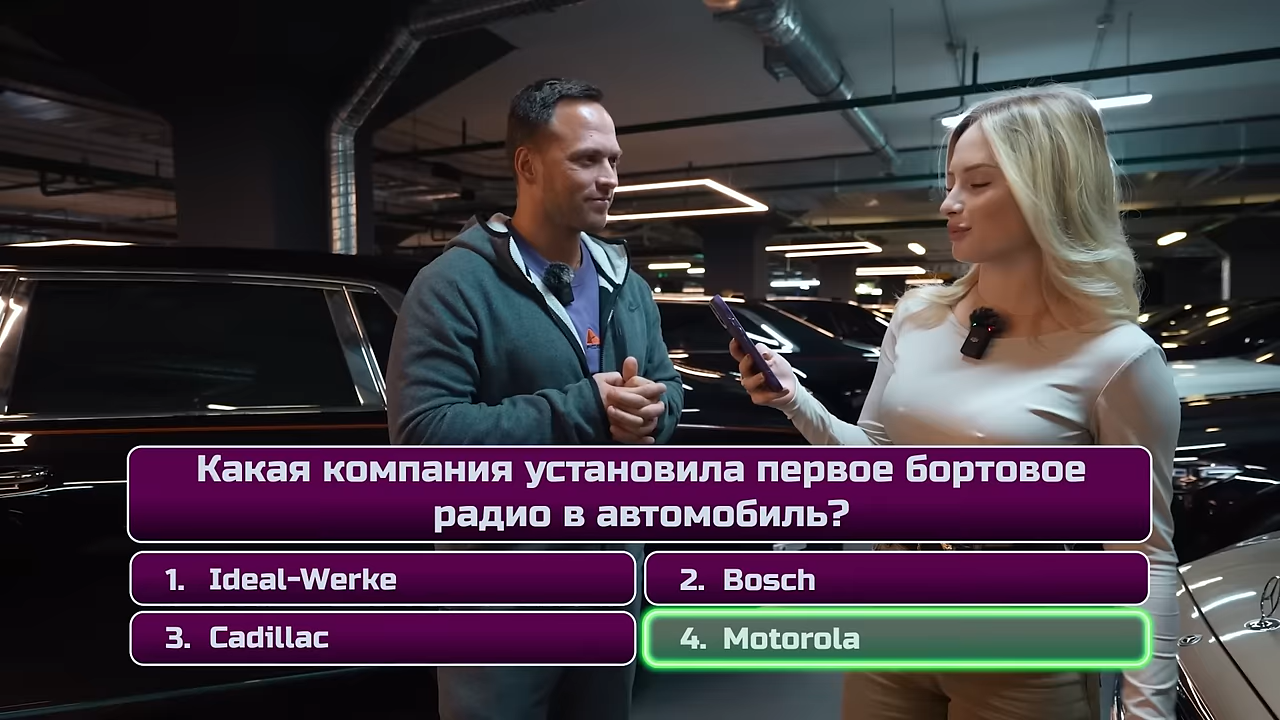 Какая компания установила первое бортовое
радио в автомобиль?
1. Ideal-Werke
2. Bosch
3. Cadillac
4. Motorola